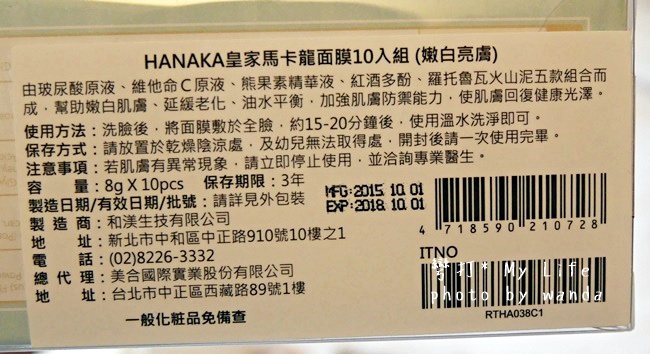 HANAKA皇家馬卡龍面膜10入組 (嫩白亮膚)
由玻尿酸原液、維他命C原液、熊果素精華液、紅酒多酚、羅托魯瓦火山泥五款組合而
成，幫助嫩白肌膚、延緩老化、油水平衡，加強肌膚防禦能力，使肌膚回復健康光澤。
使用方法：洗臉後，將面膜敷於全臉，約15-20分鐘後，使用溫水洗淨即可。
保存方式：請放置於乾燥陰涼處，及幼兒無法取得處，開封後請一次使用完畢。
注意事項：若肌膚有異常現象，請立即停止使用，並洽詢專業醫生。
容　　量：8g X 10pcs　保存期限：3年
製造日期/有效日期/批號：請詳見外包裝
MFG:2015.10.01
EXP:2018.10.01
製 造 商：和渼生技有限公司
地　　址：新北市中和區中正路910號10樓之1
電　　話：(02)8226-3332
總 代 理：美合國際實業股份有限公司
地　　址：台北市中正區西藏路89號1樓
一般化粧品免備查
4 718590 210728
ITNO
RTHA038C1
My Life
photo by wanda